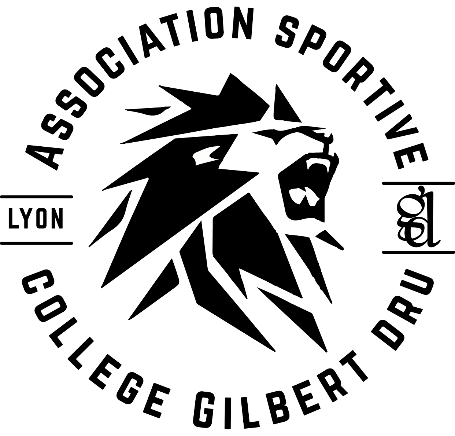 ASSOCIATION SPORTIVE
LYON
gd
COLLEGE GILBERT DRU